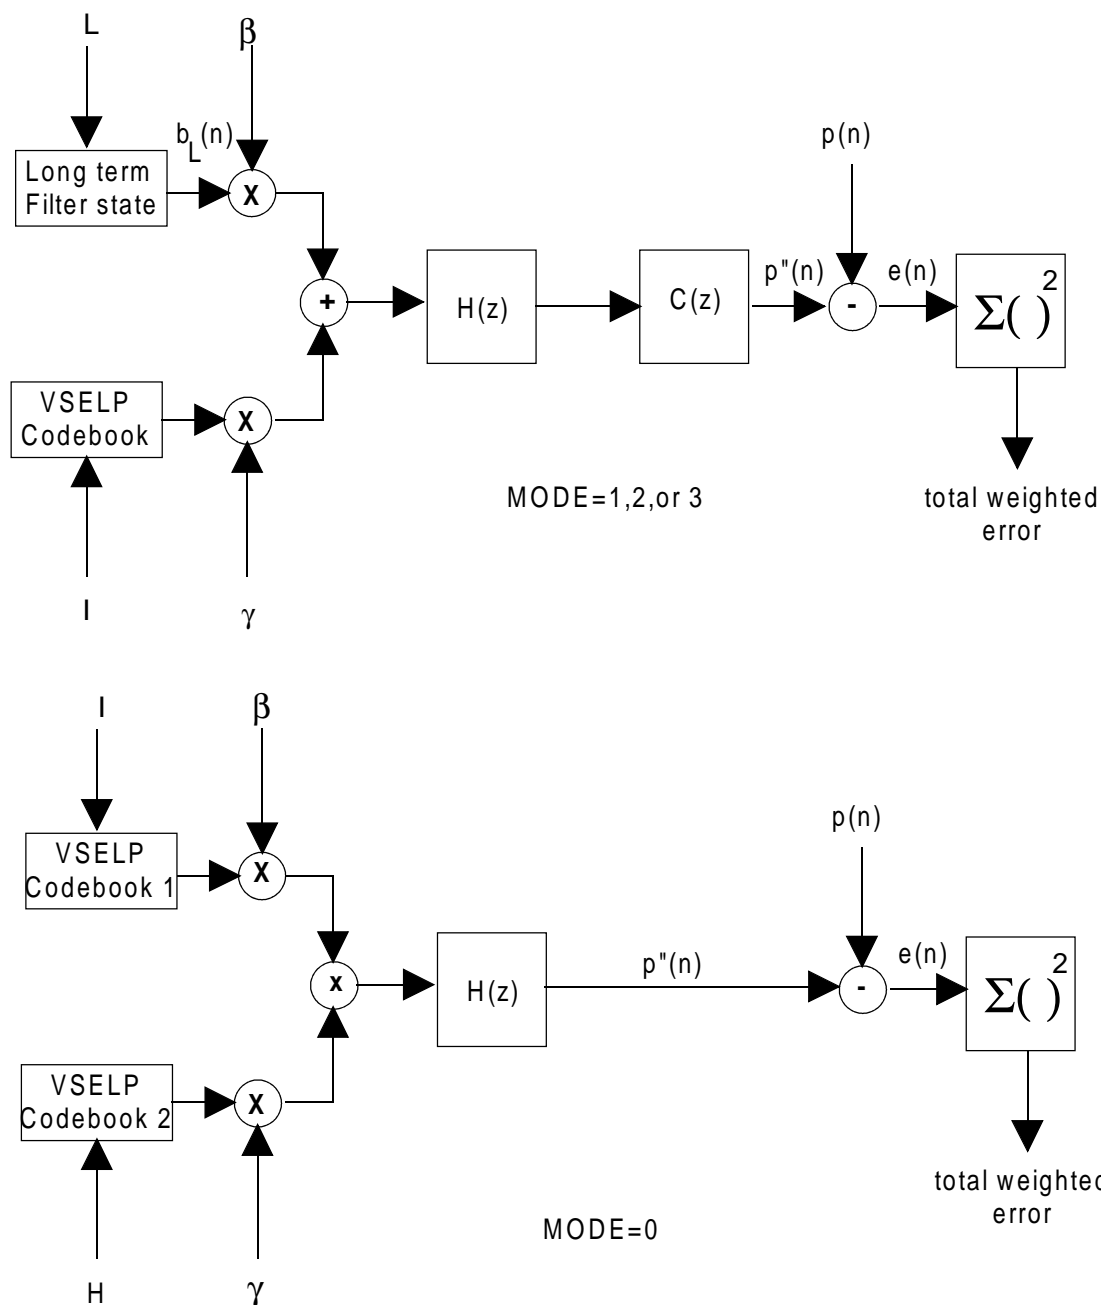 L
β
b_L(n)
p(n)
Long term
Filter state
X
+
H(z)
C(z)
p"(n)
-
e(n)
Σ( )²
VSELP
Codebook
X
MODE=1,2,or 3
total weighted
error
I
γ
I
β
p(n)
VSELP
Codebook 1
X
x
H(z)
p"(n)
-
e(n)
Σ( )²
VSELP
Codebook 2
X
total weighted
error
MODE=0
H
γ